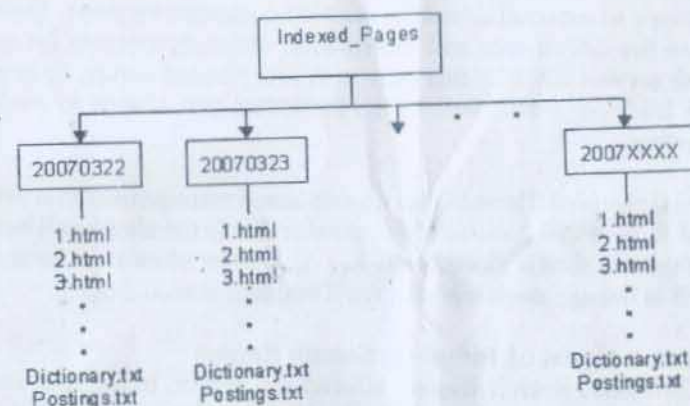 Indexed_Pages
20070322
1.html
2.html
3.html
Dictionary.txt
Postings.txt
20070323
1.html
2.html
3.html
Dictionary.txt
Postings.txt
2007XXXX
1.html
2.html
3.html
Dictionary.txt
Postings.txt